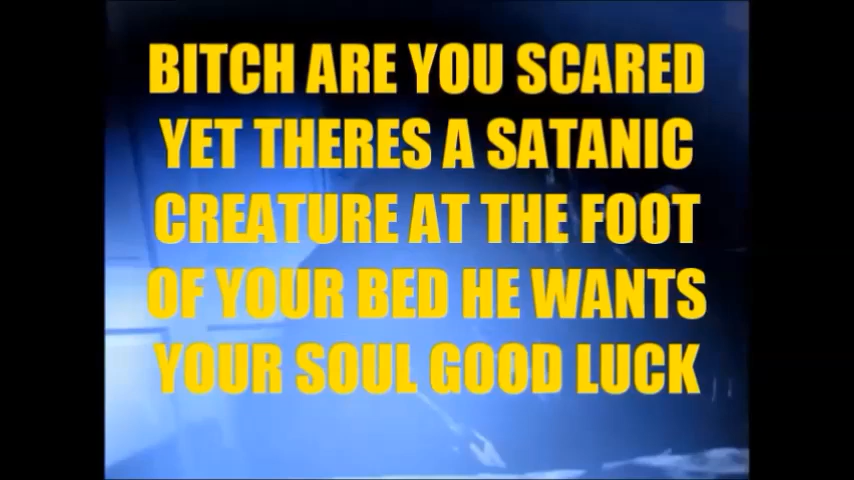 BITCH ARE YOU SCARED
YET THERES A SATANIC
CREATURE AT THE FOOT
OF YOUR BED HE WANTS
YOUR SOUL GOOD LUCK